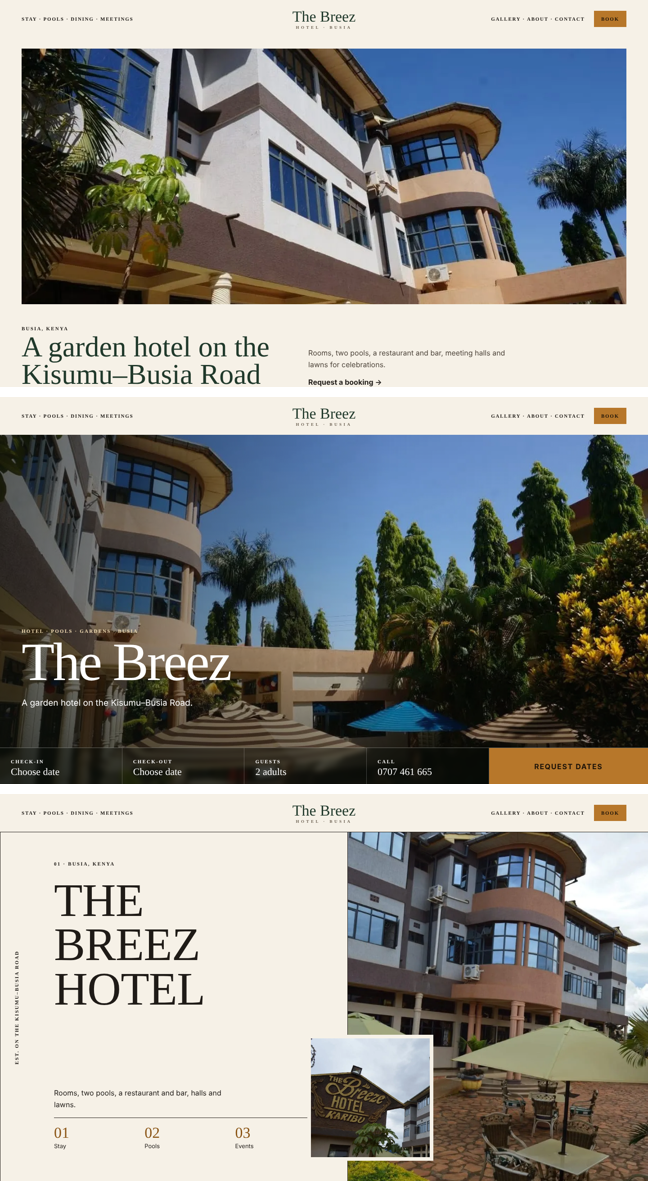 STAY · POOLS · DINING · MEETINGS
The Breez
HOTEL · BUSIA
GALLERY · ABOUT · CONTACT
BOOK
BUSIA, KENYA
A garden hotel on the
Kisumu–Busia Road
Rooms, two pools, a restaurant and bar, meeting halls and
lawns for celebrations.
Request a booking →
STAY · POOLS · DINING · MEETINGS
The Breez
HOTEL · BUSIA
GALLERY · ABOUT · CONTACT
BOOK
HOTEL · POOLS · GARDENS · BUSIA
The Breez
A garden hotel on the Kisumu–Busia Road.
CHECK-IN
Choose date
CHECK-OUT
Choose date
GUESTS
2 adults
CALL
0707 461 665
REQUEST DATES
STAY · POOLS · DINING · MEETINGS
The Breez
HOTEL · BUSIA
GALLERY · ABOUT · CONTACT
BOOK
EST. ON THE KISUMU–BUSIA ROAD
01 · BUSIA, KENYA
THE
BREEZ
HOTEL
Rooms, two pools, a restaurant and bar, halls and
lawns.
01
Stay
02
Pools
03
Events
THE
Breeze
HOTEL
KARIBU